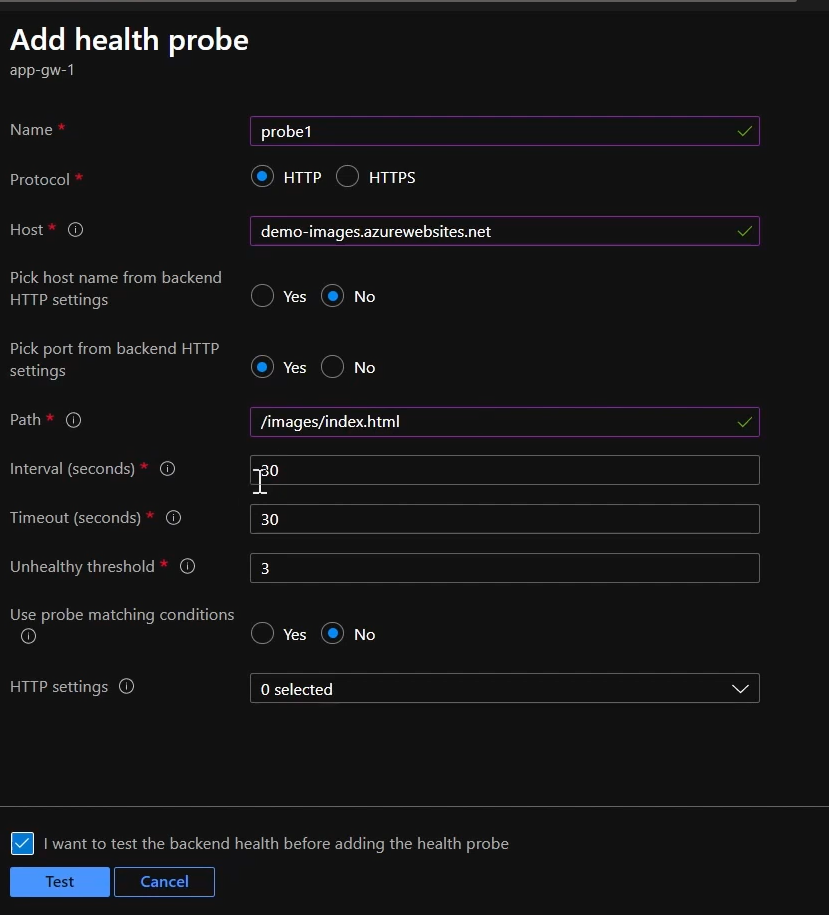 Add health probe
app-gw-1
Name *
probe1
Protocol *
HTTP HTTPS
Host *
demo-images.azurewebsites.net
Pick host name from backend
HTTP settings
Yes No
Pick port from backend HTTP
settings
Yes No
Path *
/images/index.html
Interval (seconds) *
30
Timeout (seconds) *
30
Unhealthy threshold *
3
Use probe matching conditions
Yes No
HTTP settings
0 selected
I want to test the backend health before adding the health probe
Test Cancel